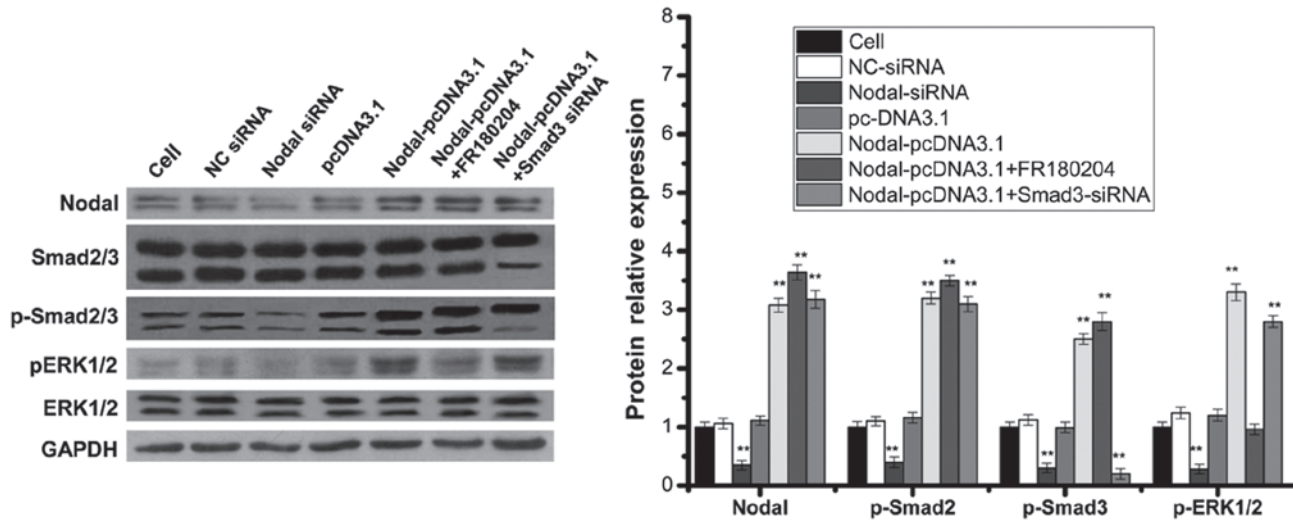 Cell
NC siRNA
Nodal siRNA
pcDNA3.1
Nodal-pcDNA3.1
Nodal-pcDNA3.1
+FR180204
Nodal-pcDNA3.1
+Smad3 siRNA
Nodal
Smad2/3
p-Smad2/3
pERK1/2
ERK1/2
GAPDH
Protein relative expression
8
7
6
5
4
3
2
1
0
Cell
NC-siRNA
Nodal-siRNA
pc-DNA3.1
Nodal-pcDNA3.1
Nodal-pcDNA3.1+FR180204
Nodal-pcDNA3.1+Smad3-siRNA
** ** ** **
** ** ** **
** ** ** **
** ** **
Nodal p-Smad2 p-Smad3 p-ERK1/2